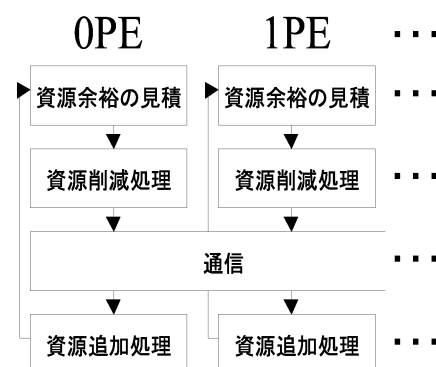 0PE 1PE ・・・
資源余裕の見積 資源余裕の見積 ・・・
資源削減処理 資源削減処理 ・・・
通信 ・・・
資源追加処理 資源追加処理 ・・・